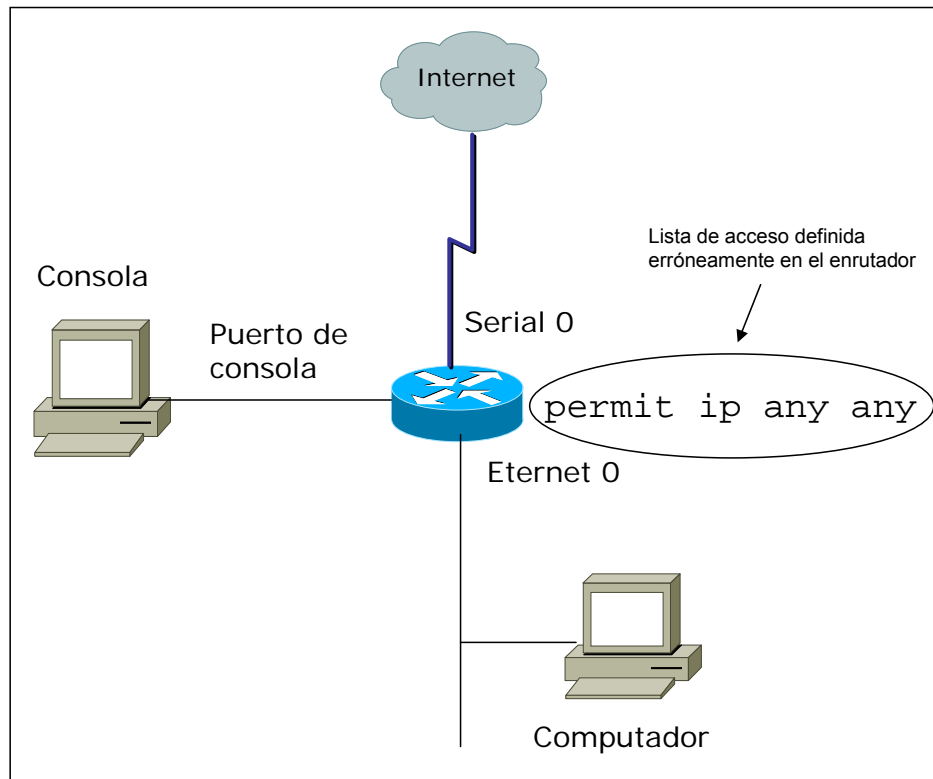 Internet
Lista de acceso definida
erróneamente en el enrutador
Consola
Puerto de
consola
Serial 0
permit ip any any
Eternet 0
Computador